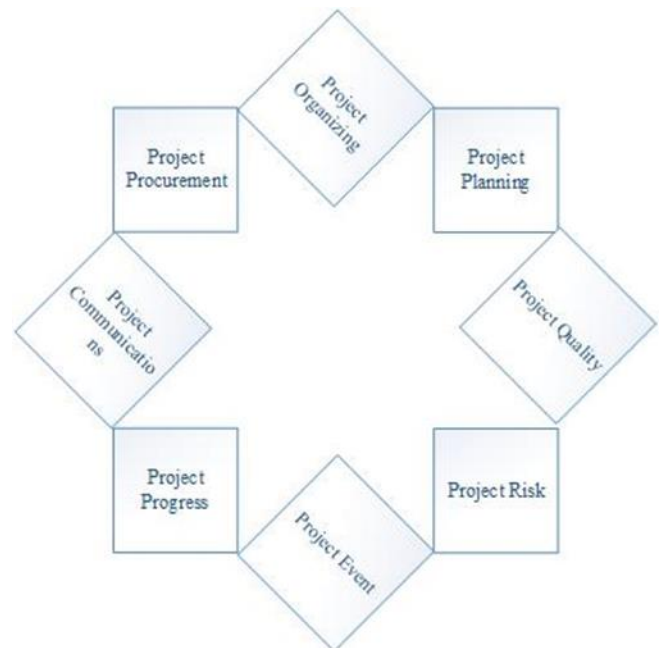 Project
Organizing
Project
Procurement
Project
Planning
Project
Communicatio
ns
Project Quality
Project
Progress
Project Risk
Project Event